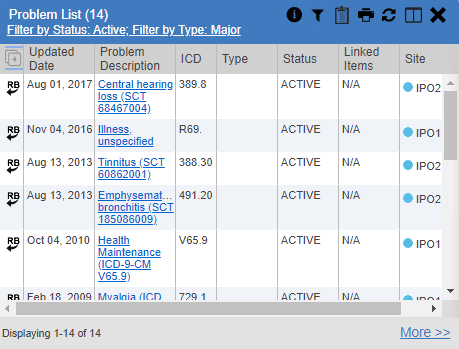 Problem List (14)
Filter by Status: Active; Filter by Type: Major
Updated Date Problem Description ICD Type Status Linked Items Site
RB Aug 01, 2017 Central hearing loss (SCT 68467004) 389.8 ACTIVE N/A IPO2
RB Nov 04, 2016 Illness, unspecified R69. ACTIVE N/A IPO1
RB Aug 13, 2013 Tinnitus (SCT 60862001) 388.30 ACTIVE N/A IPO2
RB Aug 13, 2013 Emphysemat... bronchitis (SCT 185086009) 491.20 ACTIVE N/A IPO2
RB Oct 04, 2010 Health Maintenance (ICD-9-CM V65.9) V65.9 ACTIVE N/A IPO1
RB Feb 18, 2009 Myalgia (ICD 729.1 ACTIVE N/A IPO1
Displaying 1-14 of 14 More >>